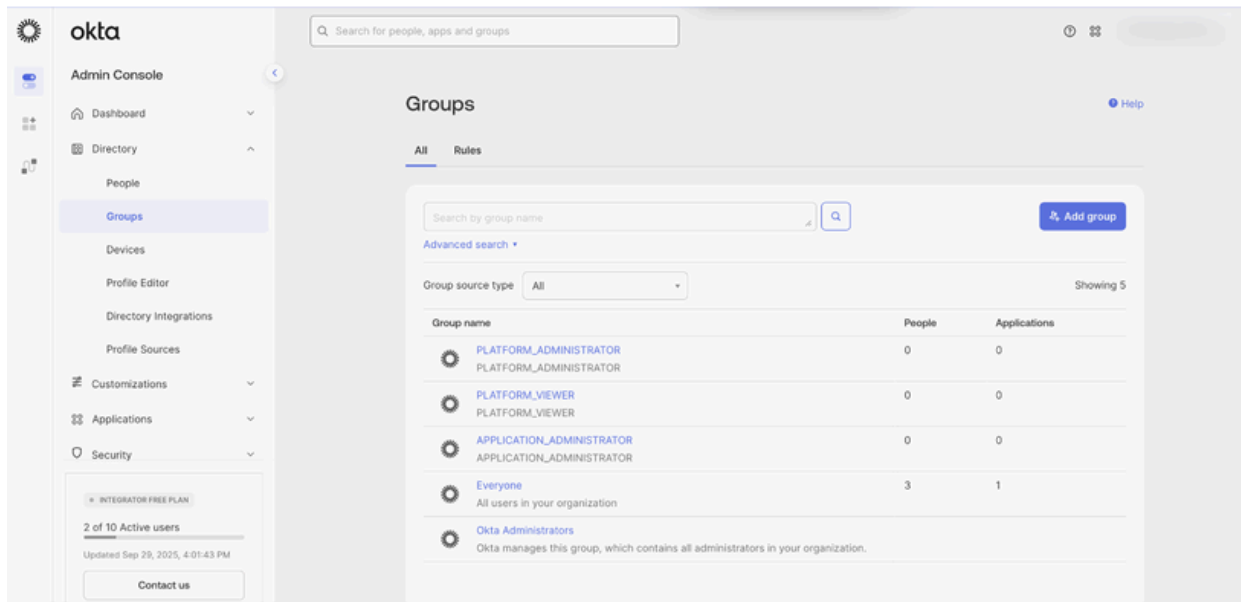 okta
Search for people, apps and groups
Admin Console
Dashboard
Directory
People
Groups
Devices
Profile Editor
Directory Integrations
Profile Sources
Customizations
Applications
Security
INTEGRATOR FREE PLAN
2 of 10 Active users
Updated Sep 29, 2025, 4:01:43 PM
Contact us
Groups
Help
All Rules
Search by group name
Add group
Advanced search
Group source type All Showing 5
Group name People Applications
PLATFORM_ADMINISTRATOR 0 0
PLATFORM_ADMINISTRATOR
PLATFORM_VIEWER 0 0
PLATFORM_VIEWER
APPLICATION_ADMINISTRATOR 0 0
APPLICATION_ADMINISTRATOR
Everyone 3 1
All users in your organization
Okta Administrators
Okta manages this group, which contains all administrators in your organization.